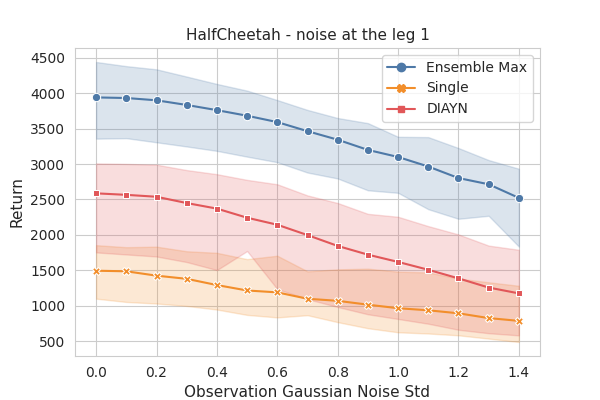 HalfCheetah - noise at the leg 1
Ensemble Max
Single
DIAYN
4500
4000
3500
3000
2500
2000
1500
1000
500
Return
0.0 0.2 0.4 0.6 0.8 1.0 1.2 1.4
Observation Gaussian Noise Std